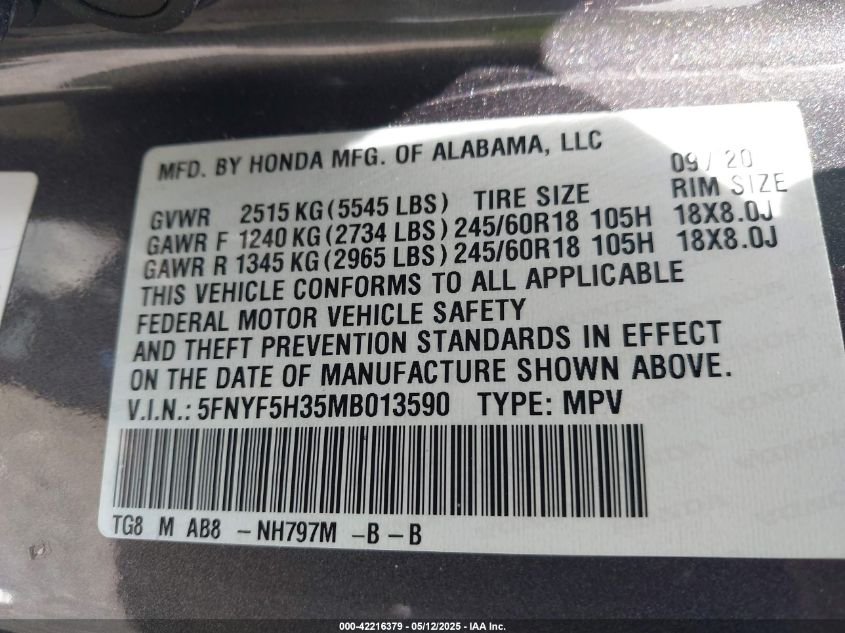 MFD. BY HONDA MFG. OF ALABAMA, LLC 09/20
GVWR 2515 KG (5545 LBS) TIRE SIZE RIM SIZE
GAWR F 1240 KG (2734 LBS) 245/60R18 105H 18X8.0J
GAWR R 1345 KG (2965 LBS) 245/60R18 105H 18X8.0J
THIS VEHICLE CONFORMS TO ALL APPLICABLE
FEDERAL MOTOR VEHICLE SAFETY
AND THEFT PREVENTION STANDARDS IN EFFECT
ON THE DATE OF MANUFACTURE SHOWN ABOVE.
V.I.N.: 5FNYF5H35MB013590 TYPE: MPV
TG8 M AB8 -NH797M -B-B
000-42216379 - 05/12/2025 - IAA Inc.